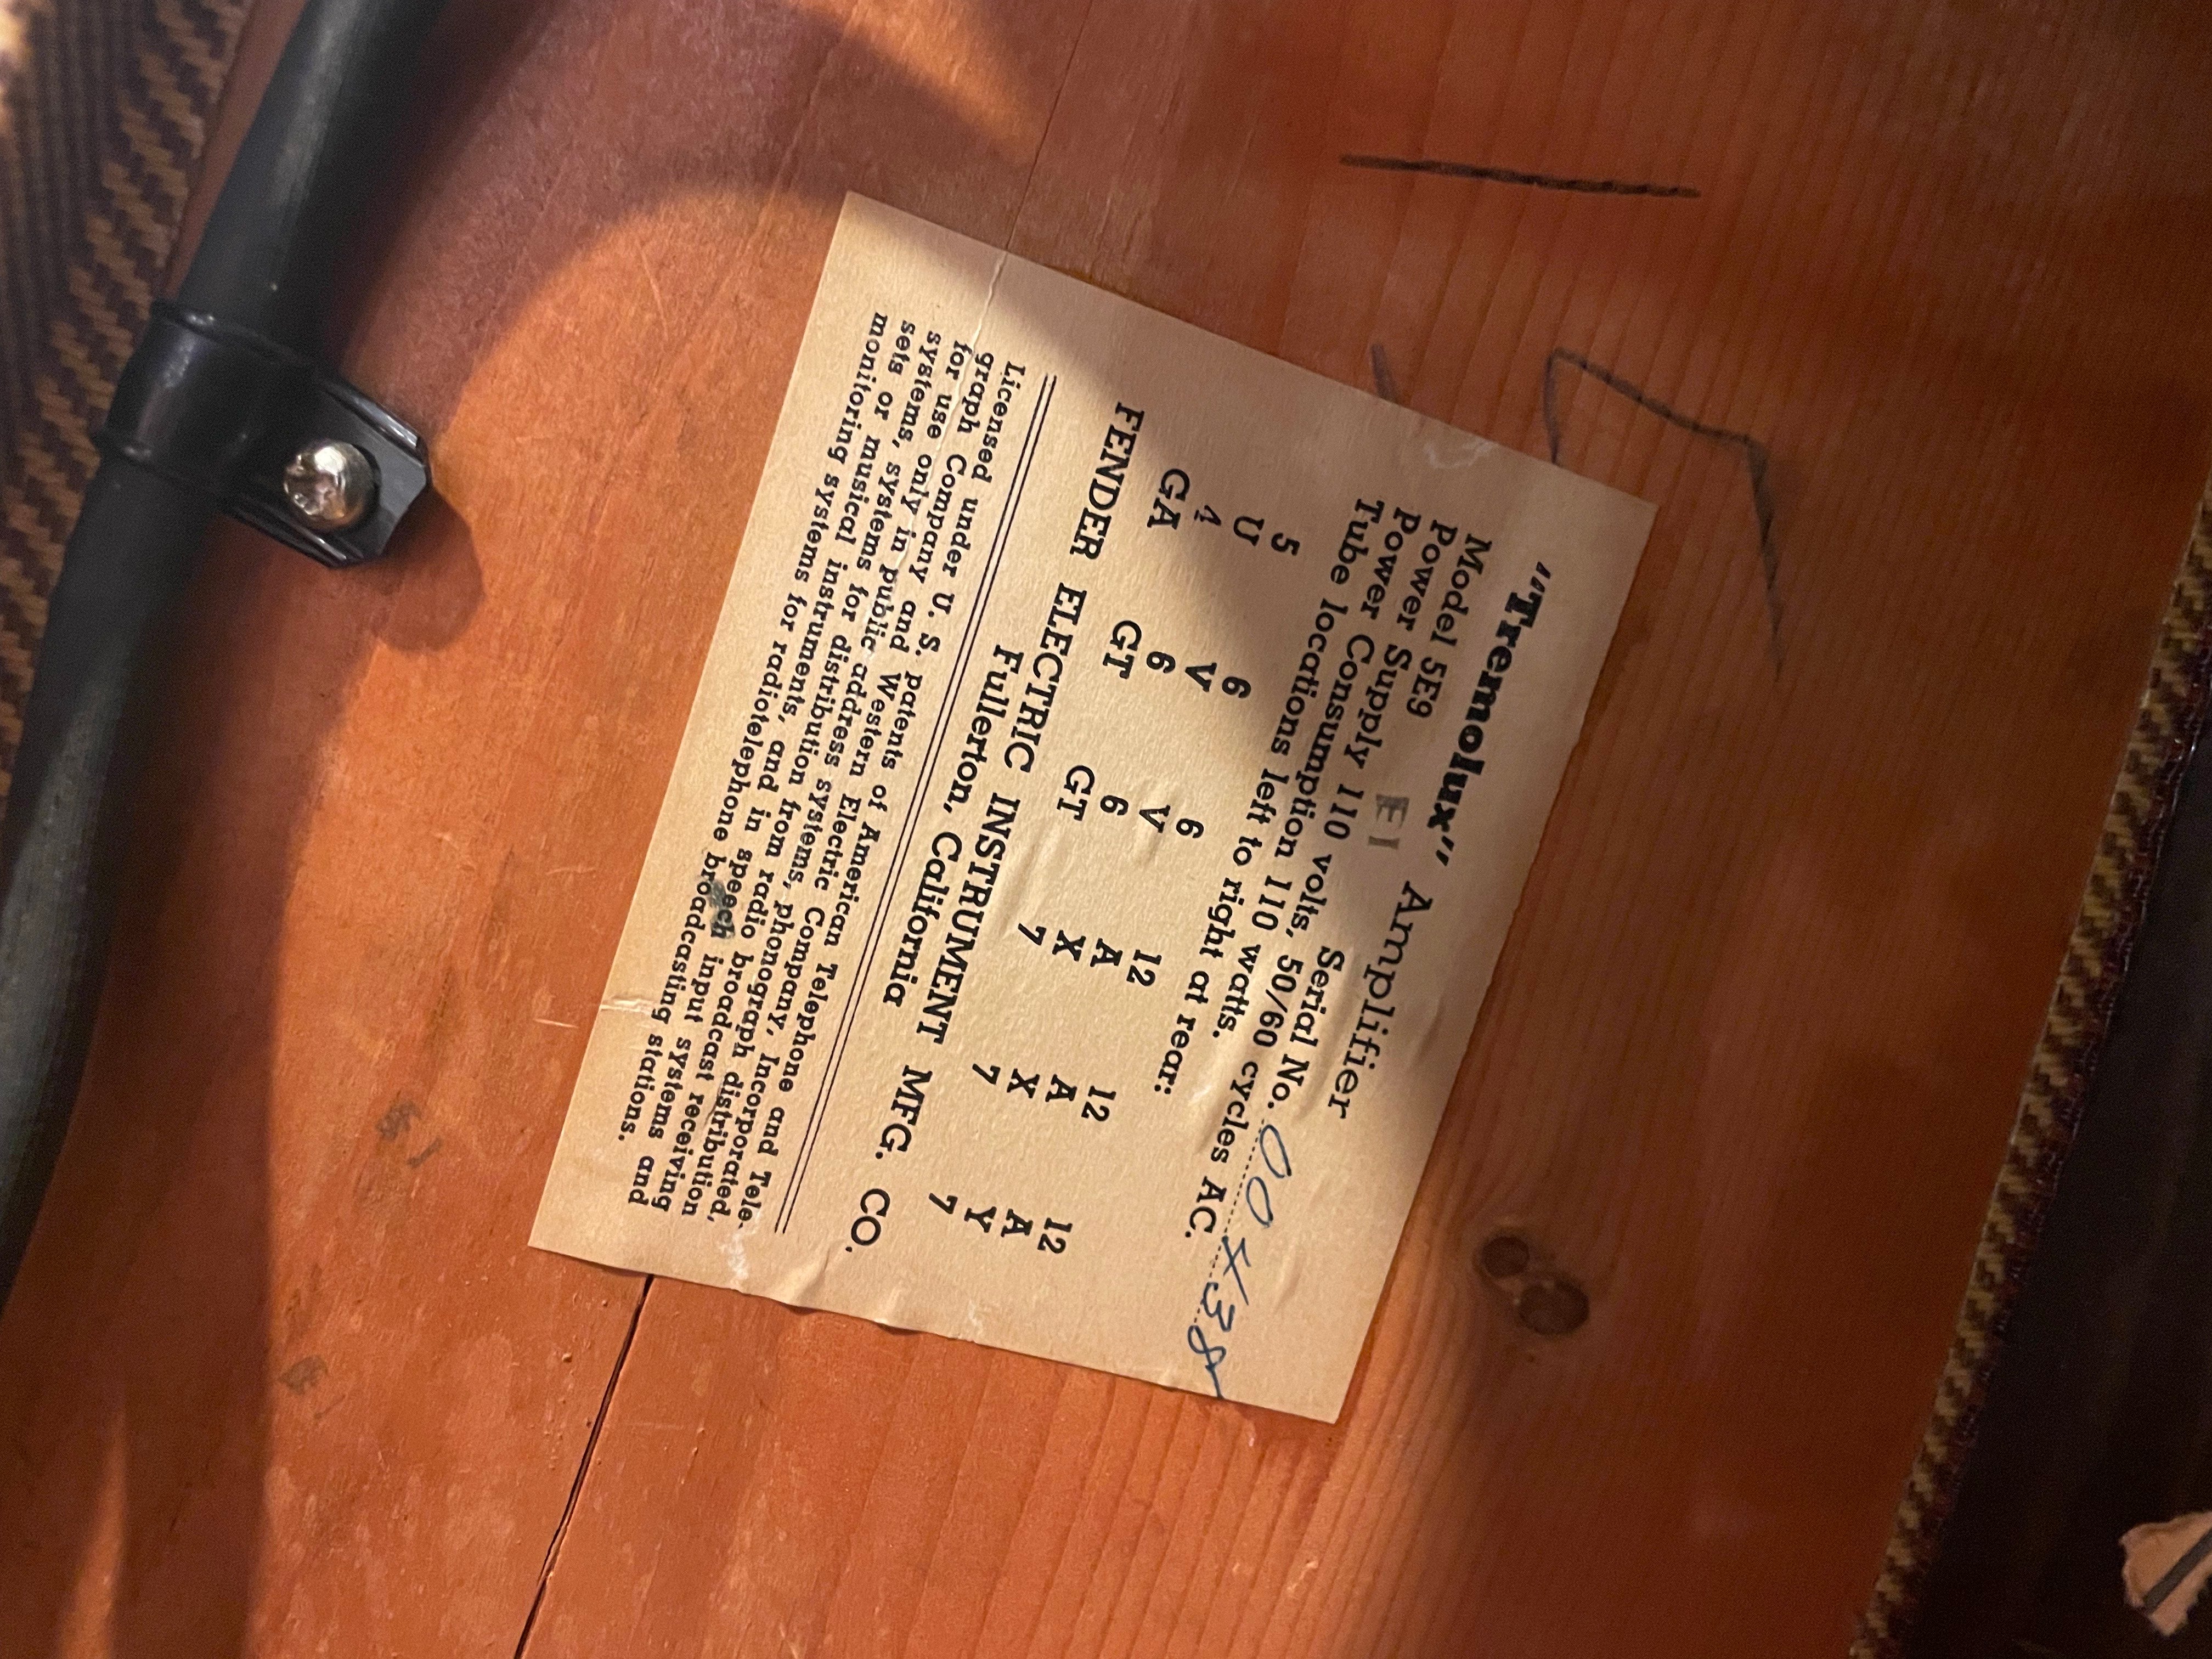 "Tremolux" Amplifier
Model 5E9 E I Serial No. 00438
Power Supply 110 volts, 50/60 cycles AC.
Power Consumption 110 watts.
Tube locations left to right at rear:
5 6 6 12 12 12
U V V A A A
4 6 6 X X Y
GA GT GT 7 7 7
FENDER ELECTRIC INSTRUMENT MFG. CO.
Fullerton, California
Licensed under U. S. patents of American Telephone and Tele-
graph Company and Western Electric Company, Incorporated,
for use only in public address systems, phonograph distribution
systems, systems for distribution from radio broadcast receiving
sets or musical instruments, and in speech input systems and
monitoring systems for radiotelephone broadcasting stations.